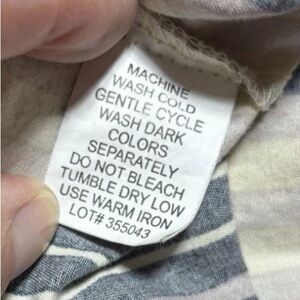 MACHINE
WASH COLD
GENTLE CYCLE
WASH DARK
COLORS
SEPARATELY
DO NOT BLEACH
TUMBLE DRY LOW
USE WARM IRON
LOT# 355043